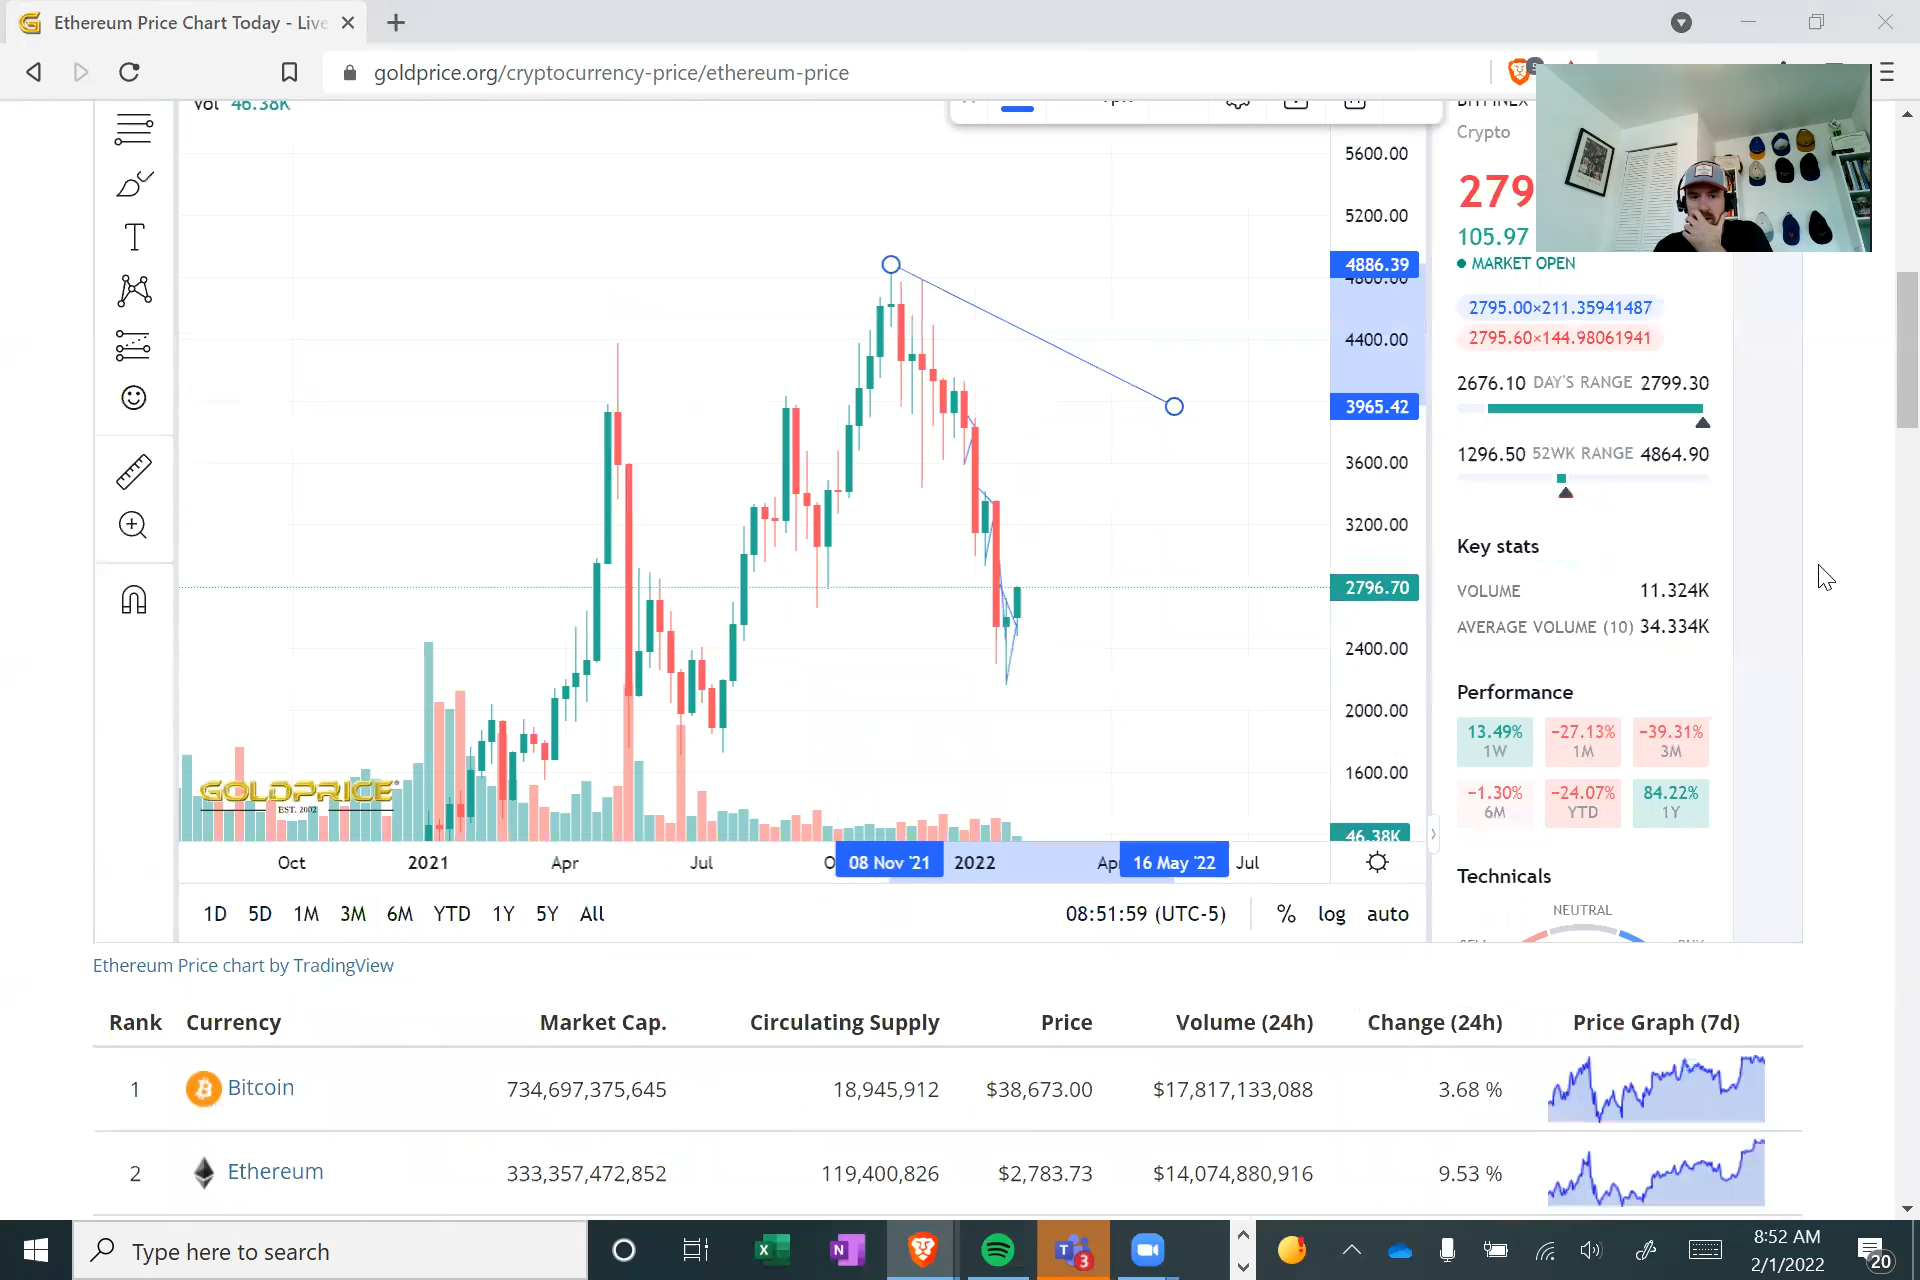 Ethereum Price Chart Today - Live
goldprice.org/cryptocurrency-price/ethereum-price
Vol 46.38K
Crypto
279
105.97
MARKET OPEN
2795.00×211.35941487
2795.60×144.98061941
2676.10 DAY'S RANGE 2799.30
1296.50 52WK RANGE 4864.90
Key stats
VOLUME 11.324K
AVERAGE VOLUME (10) 34.334K
Performance
13.49% −27.13% −39.31%
1W 1M 3M
−1.30% −24.07% 84.22%
6M YTD 1Y
Technicals
NEUTRAL
5600.00
5200.00
4886.39
4800.00
4400.00
3965.42
3600.00
3200.00
2796.70
2400.00
2000.00
1600.00
46.38K
GOLDPRICE
EST. 2002
Oct 2021 Apr Jul O 08 Nov '21 2022 Ap 16 May '22 Jul
1D 5D 1M 3M 6M YTD 1Y 5Y All 08:51:59 (UTC-5) % log auto
Ethereum Price chart by TradingView
Rank Currency Market Cap. Circulating Supply Price Volume (24h) Change (24h) Price Graph (7d)
1 Bitcoin 734,697,375,645 18,945,912 $38,673.00 $17,817,133,088 3.68 %
2 Ethereum 333,357,472,852 119,400,826 $2,783.73 $14,074,880,916 9.53 %
Type here to search
3
8:52 AM
2/1/2022
20